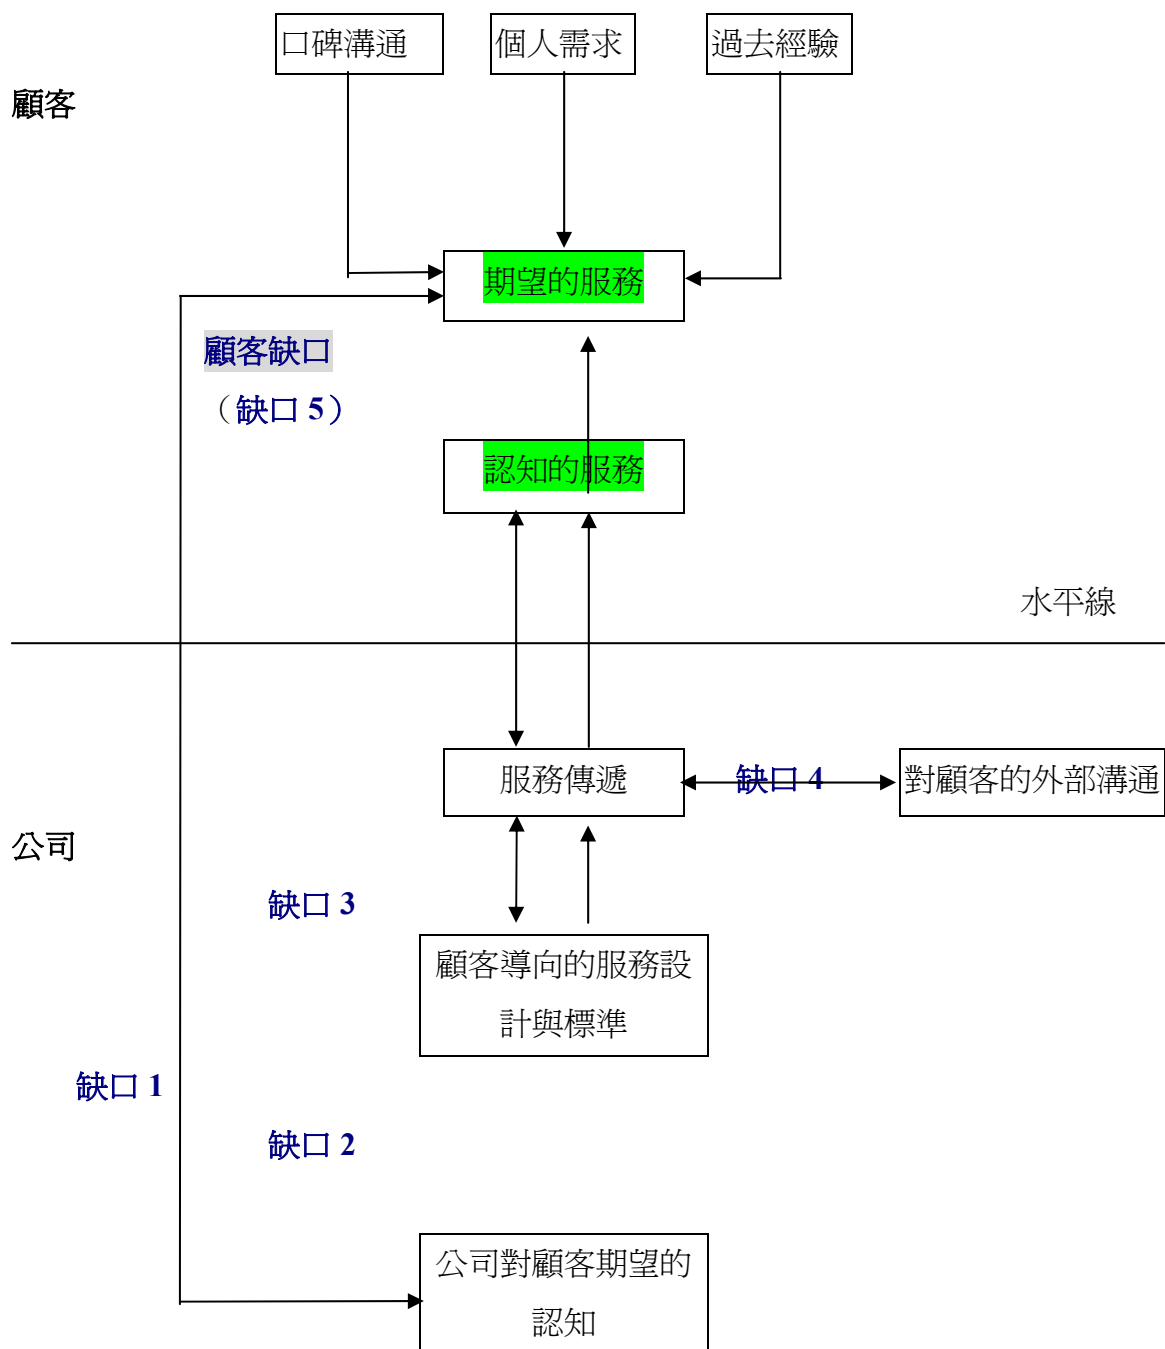 口碑溝通
個人需求
過去經驗
顧客
期望的服務
顧客缺口
（缺口 5）
認知的服務
水平線
服務傳遞
缺口 4
對顧客的外部溝通
公司
缺口 3
顧客導向的服務設
計與標準
缺口 1
缺口 2
公司對顧客期望的
認知